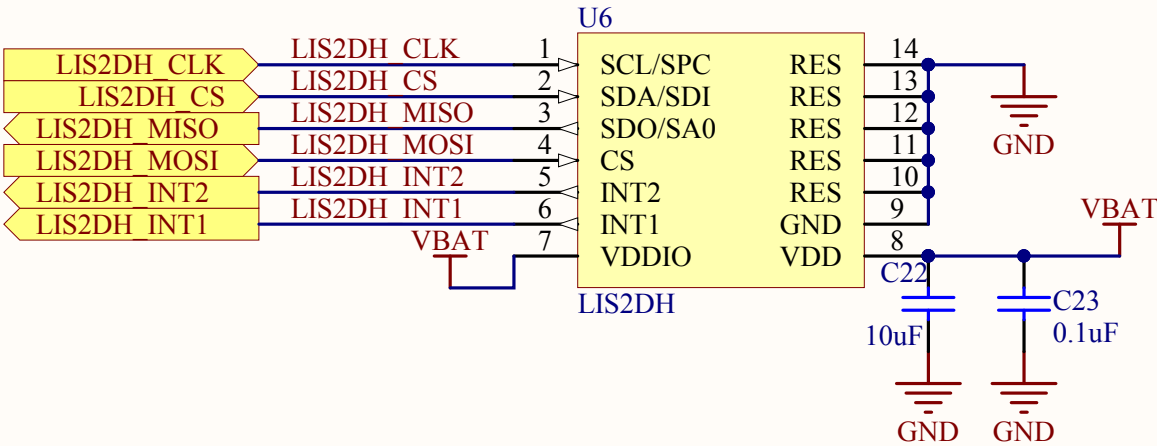 U6
LIS2DH_CLK LIS2DH_CLK 1 SCL/SPC RES 14
LIS2DH_CS LIS2DH_CS 2 SDA/SDI RES 13
LIS2DH_MISO LIS2DH_MISO 3 SDO/SA0 RES 12
LIS2DH_MOSI LIS2DH_MOSI 4 CS RES 11
LIS2DH_INT2 LIS2DH_INT2 5 INT2 RES 10
LIS2DH_INT1 LIS2DH_INT1 6 INT1 GND 9
VBAT 7 VDDIO VDD 8
GND
VBAT
LIS2DH
C22
10uF
C23
0.1uF
GND GND